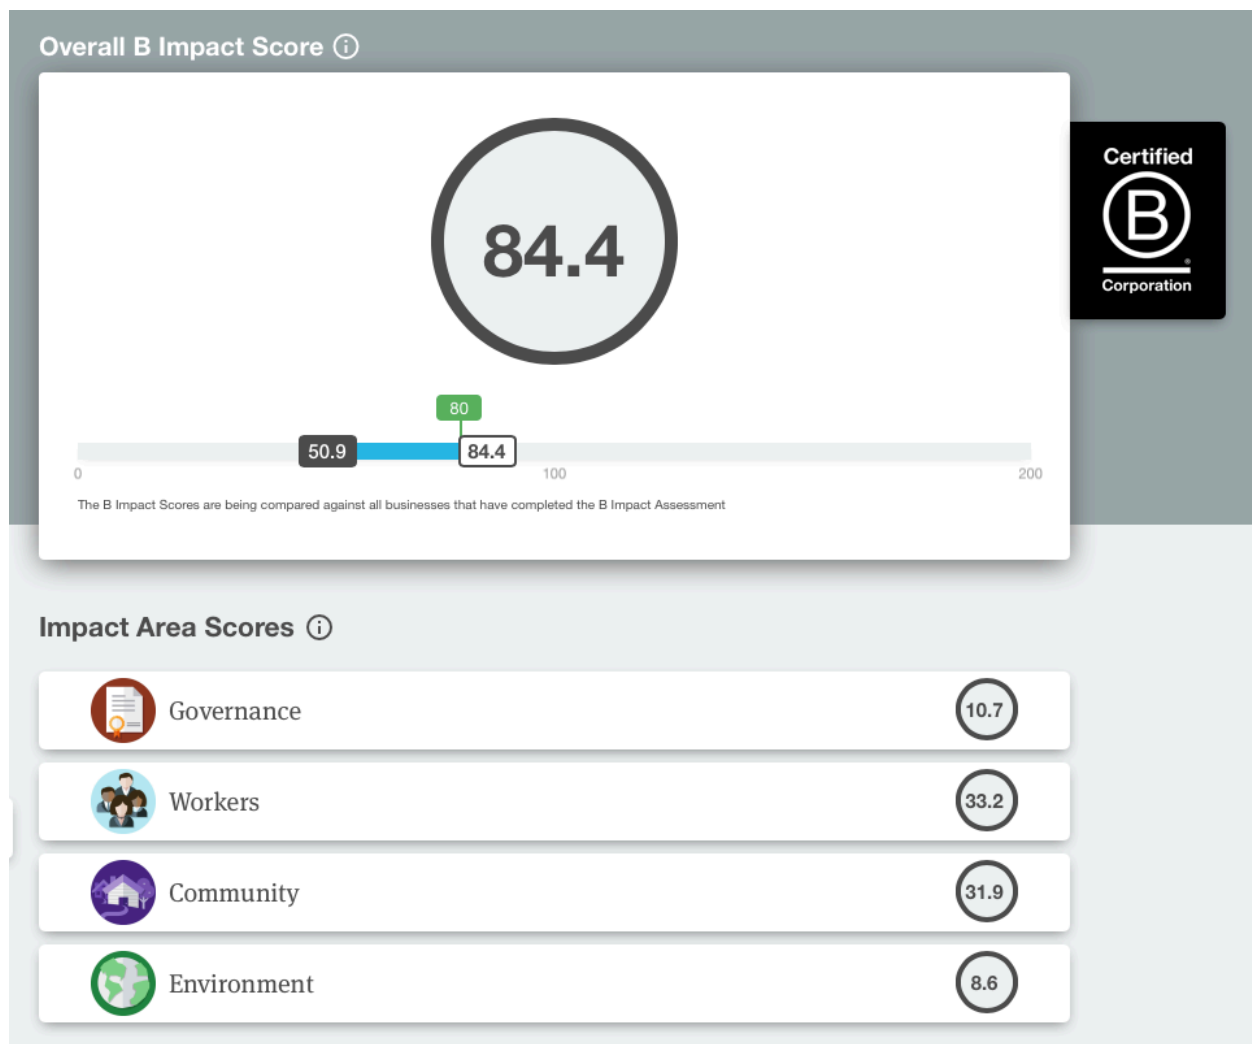 Overall B Impact Score
84.4
Certified
B
®
Corporation
80
50.9
84.4
0
100
200
The B Impact Scores are being compared against all businesses that have completed the B Impact Assessment
Impact Area Scores
Governance
10.7
Workers
33.2
Community
31.9
Environment
8.6